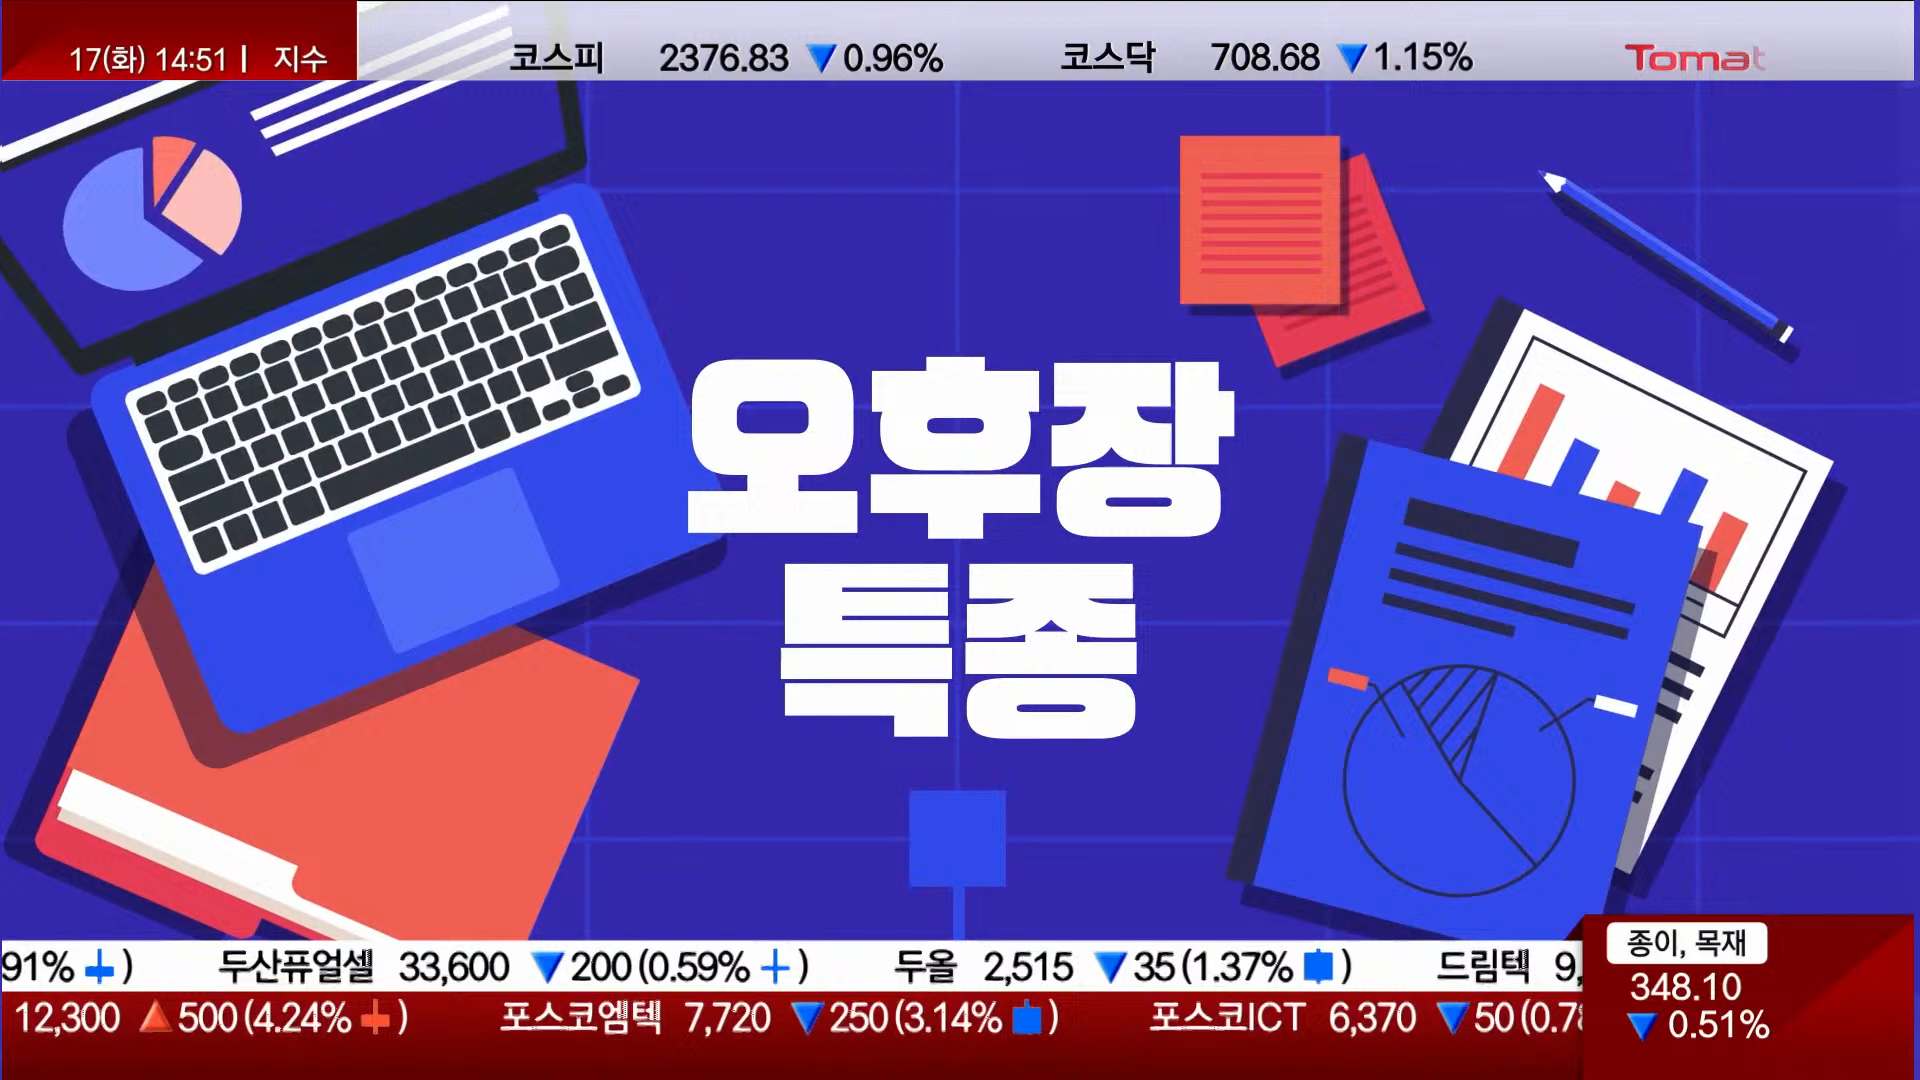 17(화) 14:51 | 지수 코스피 2376.83 ▼0.96% 코스닥 708.68 ▼1.15% Tomat
오후장
특종
91% ) 두산퓨얼셀 33,600 ▼200(0.59% ) 두올 2,515 ▼35(1.37% ) 드림텍 9,
12,300 ▲500(4.24% ) 포스코엠텍 7,720 ▼250(3.14% ) 포스코ICT 6,370 ▼50(0.78
종이, 목재
348.10
▼0.51%